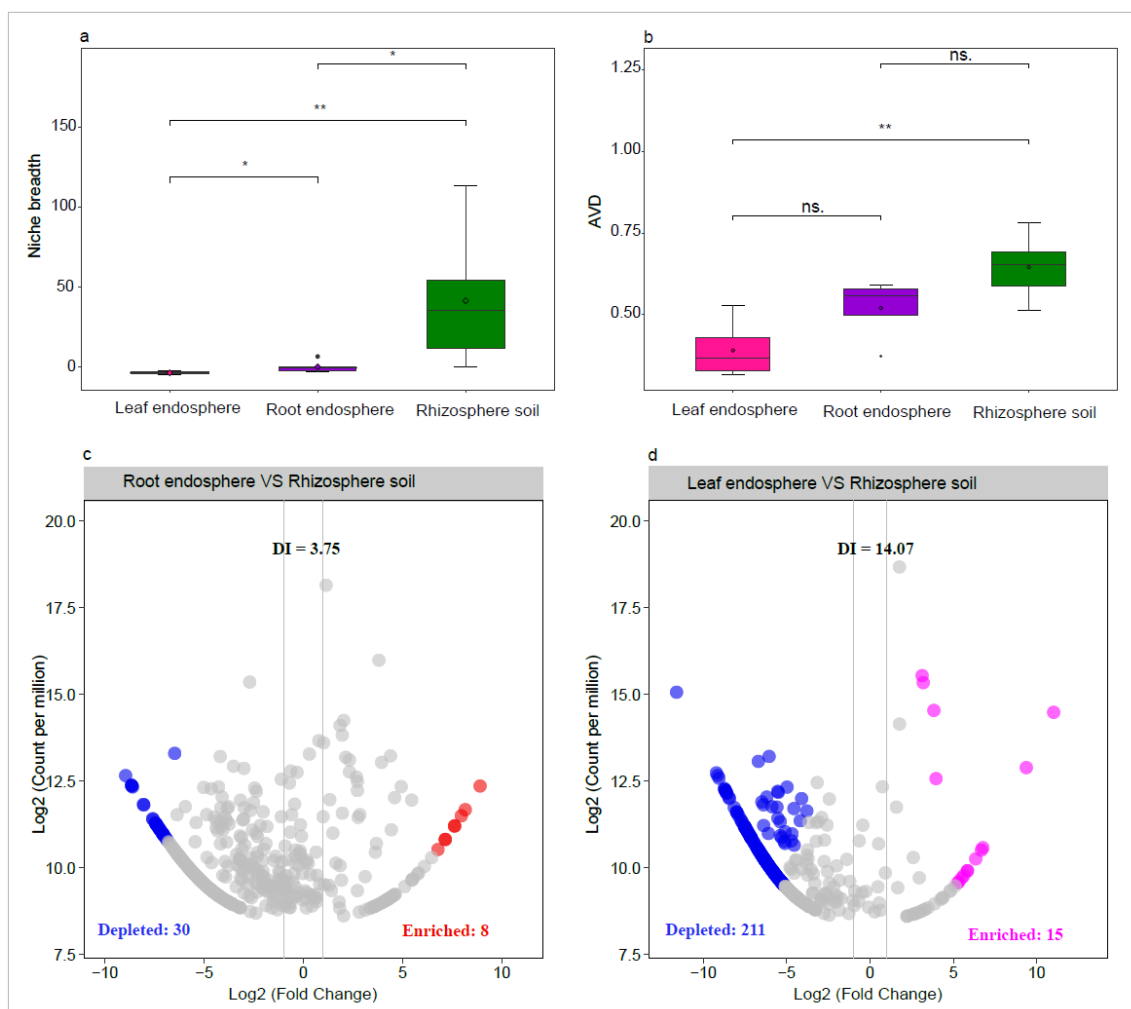 a
Niche breadth
150
100
50
0
*
**
*
Leaf endosphere
Root endosphere
Rhizosphere soil
b
AVD
1.25
1.00
0.75
0.50
ns.
**
ns.
Leaf endosphere
Root endosphere
Rhizosphere soil
c
Root endosphere VS Rhizosphere soil
Log2 (Count per million)
20.0
17.5
15.0
12.5
10.0
7.5
DI = 3.75
Depleted: 30
Enriched: 8
−10
−5
0
5
10
Log2 (Fold Change)
d
Leaf endosphere VS Rhizosphere soil
Log2 (Count per million)
20.0
17.5
15.0
12.5
10.0
7.5
DI = 14.07
Depleted: 211
Enriched: 15
−10
−5
0
5
10
Log2 (Fold Change)